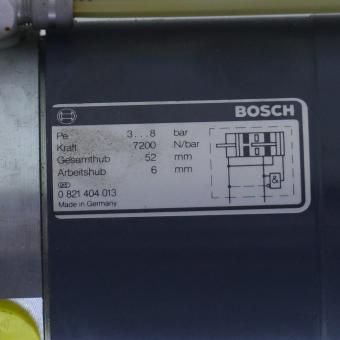 BOSCH
Pe 3...8 bar
Kraft 7200 N/bar
Gesamthub 52 mm
Arbeitshub 6 mm
0 821 404 013
Made in Germany
&